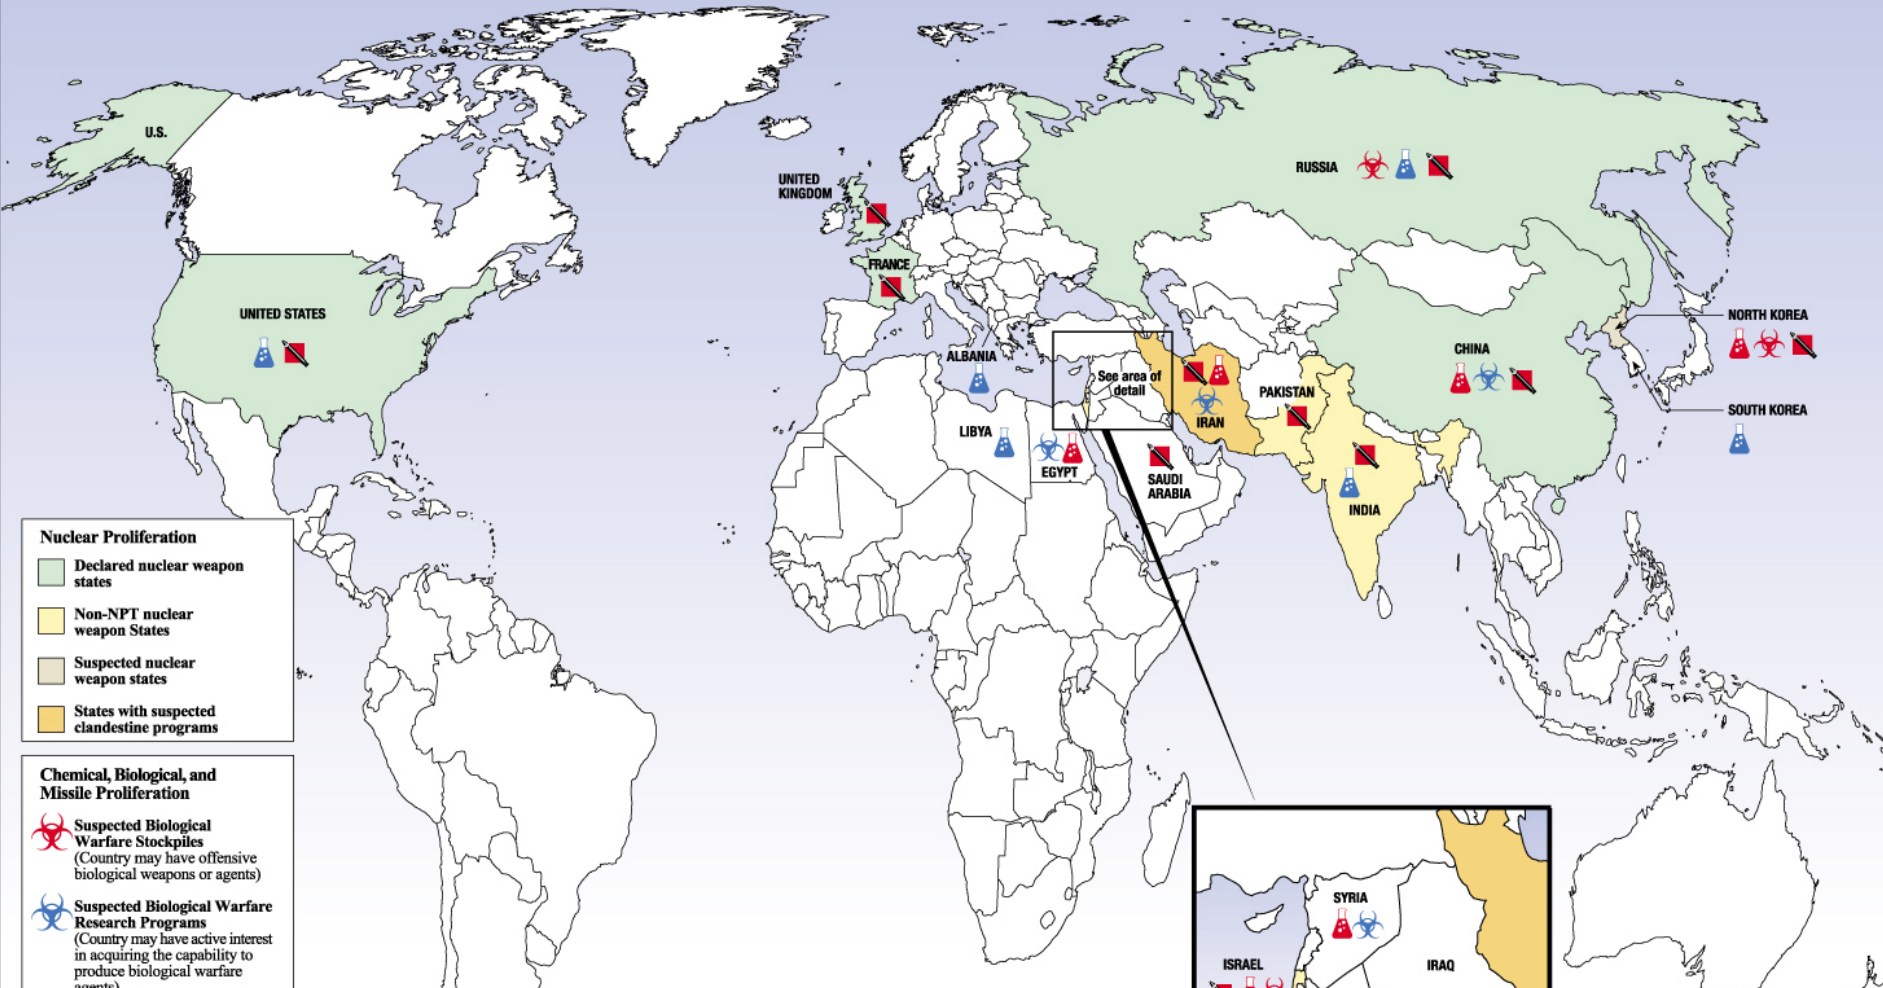 U.S.
UNITED STATES
UNITED
KINGDOM
FRANCE
RUSSIA
ALBANIA
LIBYA
EGYPT
See area of
detail
SAUDI
ARABIA
IRAN
PAKISTAN
INDIA
CHINA
NORTH KOREA
SOUTH KOREA
Nuclear Proliferation
Declared nuclear weapon
states
Non-NPT nuclear
weapon States
Suspected nuclear
weapon states
States with suspected
clandestine programs
Chemical, Biological, and
Missile Proliferation
Suspected Biological
Warfare Stockpiles
(Country may have offensive
biological weapons or agents)
Suspected Biological Warfare
Research Programs
(Country may have active interest
in acquiring the capability to
produce biological warfare
agents)
SYRIA
ISRAEL
IRAQ